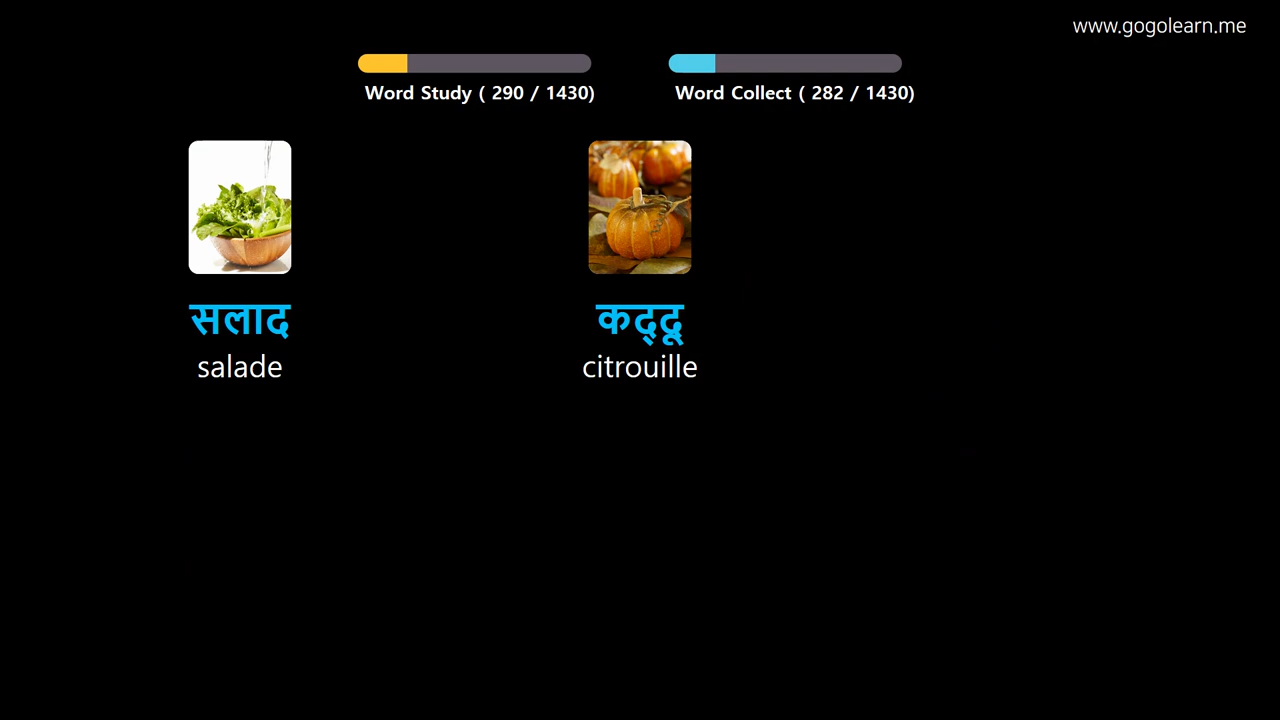 www.gogolearn.me
Word Study ( 290 / 1430)
Word Collect ( 282 / 1430)
सलाद
salade
कद्दू
citrouille